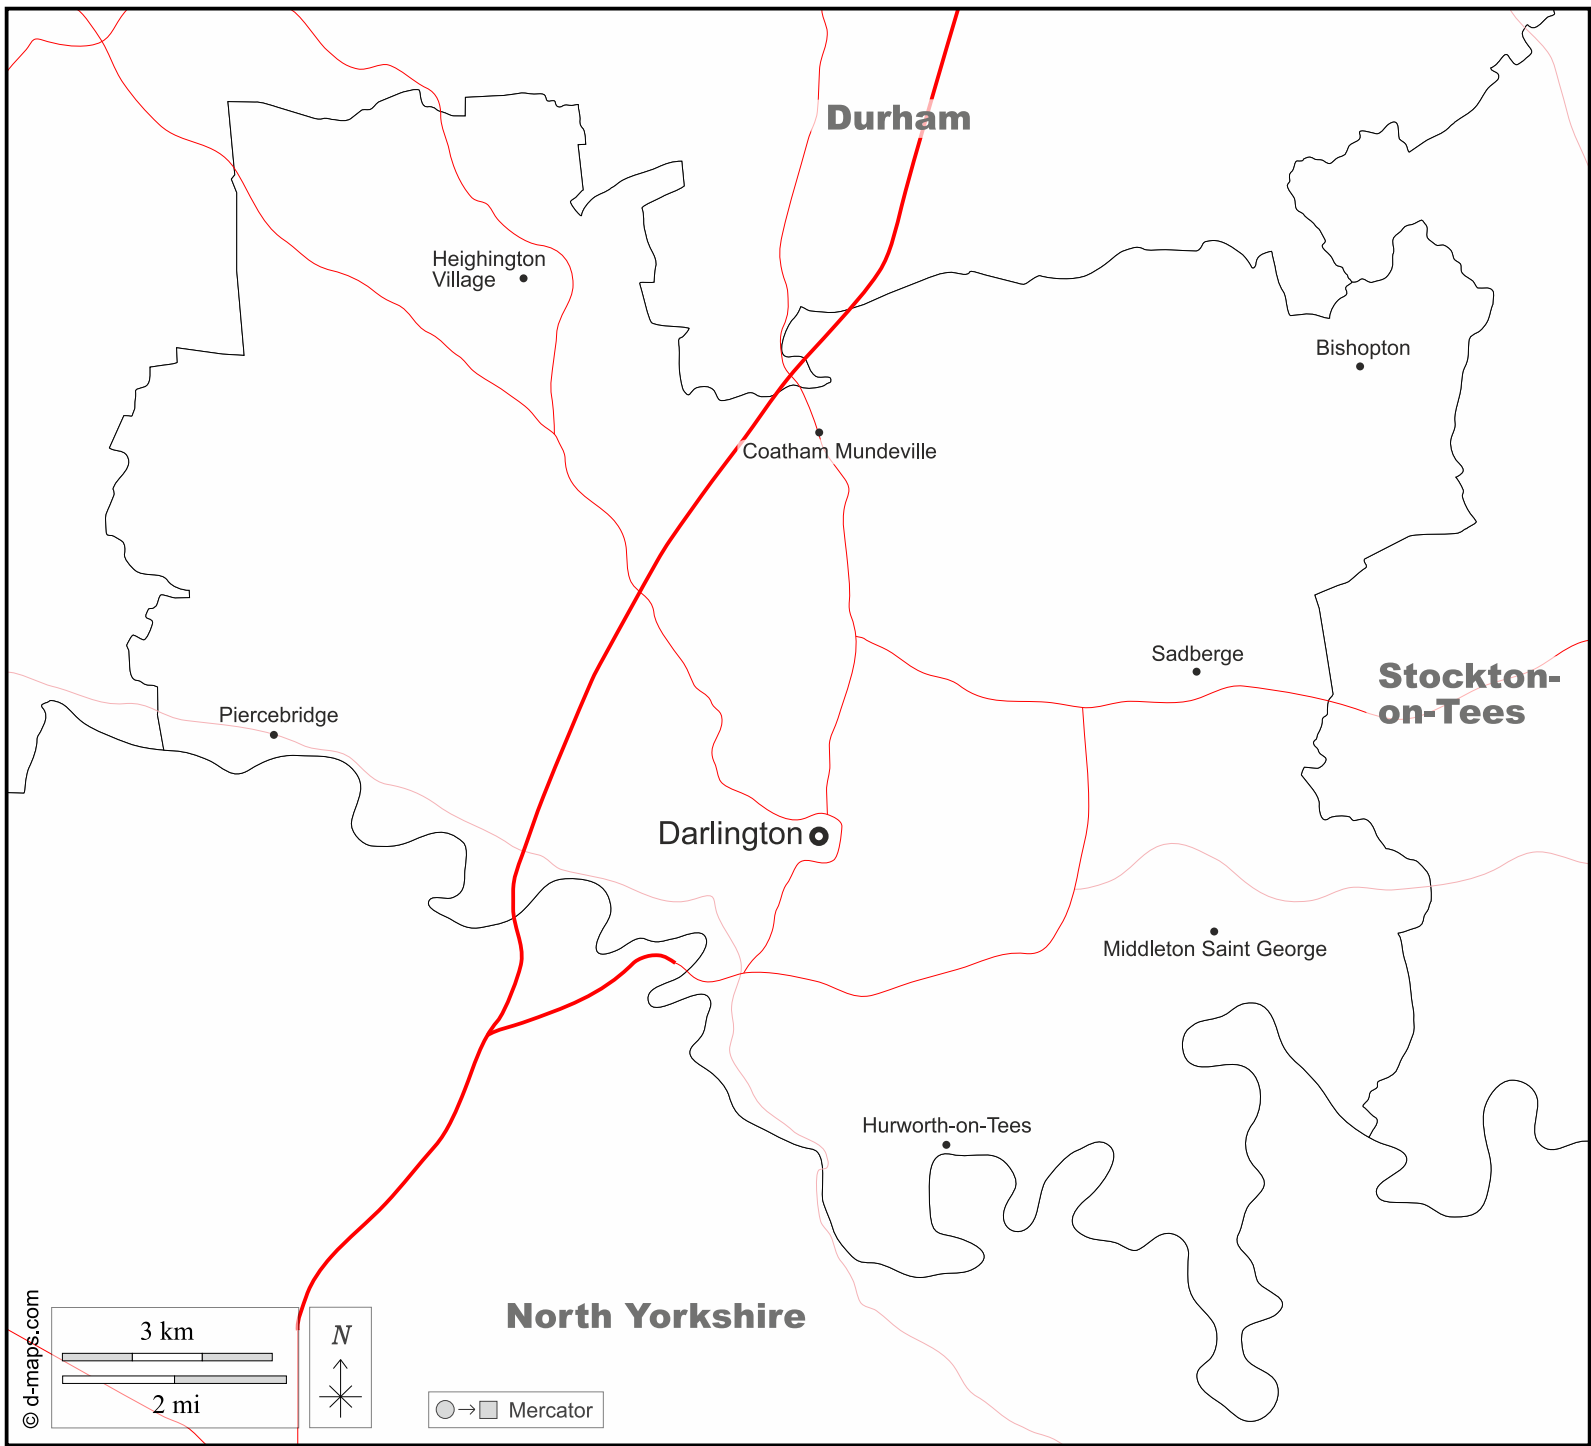 Durham
Heighington
Village
Bishopton
Coatham Mundeville
Sadberge
Stockton-
on-Tees
Piercebridge
Darlington
Middleton Saint George
Hurworth-on-Tees
North Yorkshire
© d-maps.com
3 km
2 mi
N
Mercator